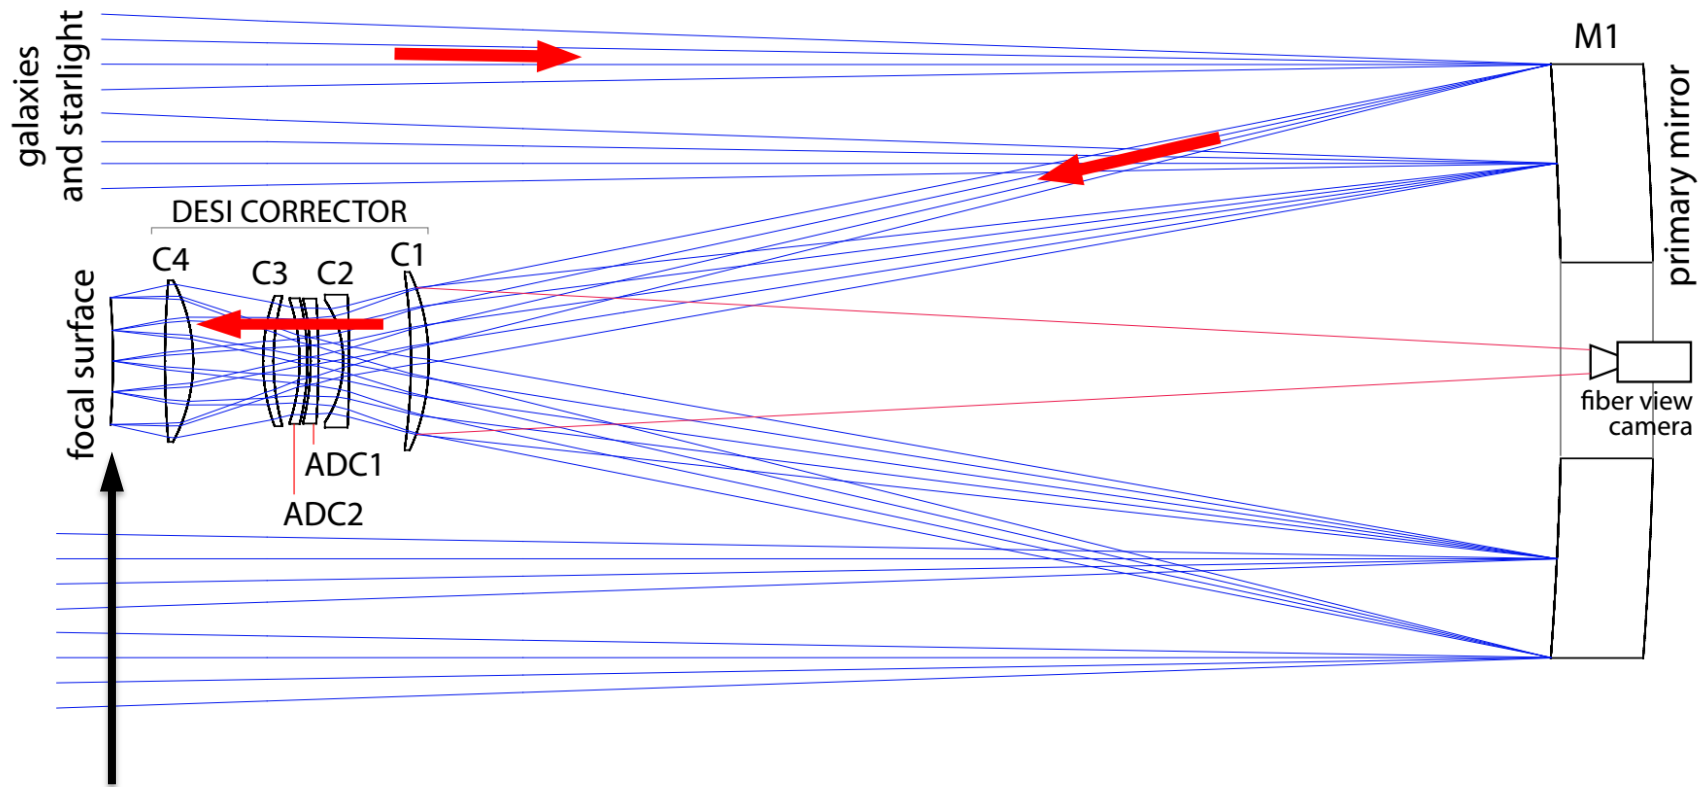 galaxies
and starlight
M1
primary mirror
DESI CORRECTOR
C4
C3
C2
C1
focal surface
ADC1
ADC2
fiber view
camera